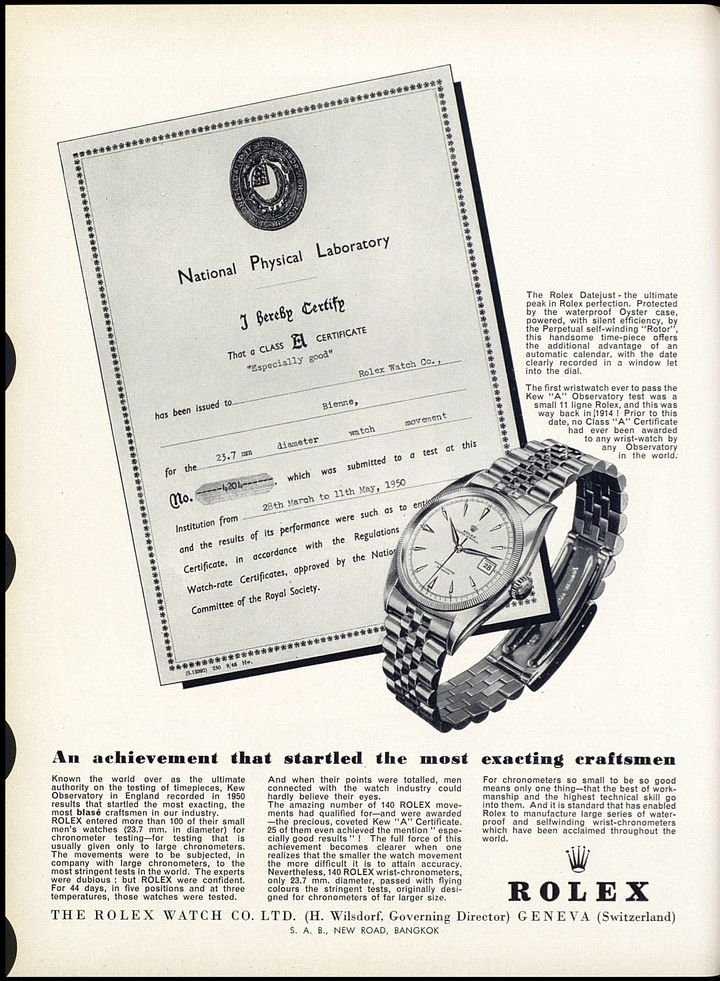 National Physical Laboratory
I hereby Certify
That a CLASS A CERTIFICATE
"Especially good"
has been issued to Rolex Watch Co.,
Bienne,
for the 23.7 mm diameter watch movement
No. 4204 which was submitted to a test at this
Institution from 28th March to 11th May, 1950
and the results of its performance were such as to
Certificate, in accordance with the Regulations
Watch-rate Certificates, approved by the
Committee of the Royal Society.
The Rolex Datejust - the ultimate
peak in Rolex perfection. Protected
by the waterproof Oyster case,
powered, with silent efficiency, by
the Perpetual self-winding "Rotor",
this handsome time-piece offers
the additional advantage of an
automatic calendar, with the date
clearly recorded in a window let
into the dial.
The first wristwatch ever to pass the
Kew "A" Observatory test was a
small 11 ligne Rolex, and this was
way back in 1914 ! Prior to this
date, no Class "A" Certificate
had ever been awarded
to any wrist-watch by
any Observatory
in the world.
ROLEX
28
An achievement that startled the most exacting craftsmen
Known the world over as the ultimate
authority on the testing of timepieces, Kew
Observatory in England recorded in 1950
results that startled the most exacting, the
most blasé craftsmen in our industry.
ROLEX entered more than 100 of their small
men's watches (23.7 mm. in diameter) for
chronometer testing—for testing that is
usually given only to large chronometers.
The movements were to be subjected, in
company with large chronometers, to the
most stringent tests in the world. The experts
were dubious ; but ROLEX were confident.
For 44 days, in five positions and at three
temperatures, those watches were tested.
And when their points were totalled, men
connected with the watch industry could
hardly believe their eyes.
The amazing number of 140 ROLEX move-
ments had qualified for—and were awarded
—the precious, coveted Kew "A" Certificate.
25 of them even achieved the mention " espe-
cially good results " ! The full force of this
achievement becomes clearer when one
realizes that the smaller the watch movement
the more difficult it is to attain accuracy.
Nevertheless, 140 ROLEX wrist-chronometers,
only 23.7 mm. diameter, passed with flying
colours the stringent tests, originally desi-
gned for chronometers of far larger size.
For chronometers so small to be so good
means only one thing—that the best of work-
manship and the highest technical skill go
into them. And it is standard that has enabled
Rolex to manufacture large series of water-
proof and selfwinding wrist-chronometers
which have been acclaimed throughout the
world.
ROLEX
THE ROLEX WATCH CO. LTD. (H. Wilsdorf, Governing Director) GENEVA (Switzerland)
S. A. B., NEW ROAD, BANGKOK